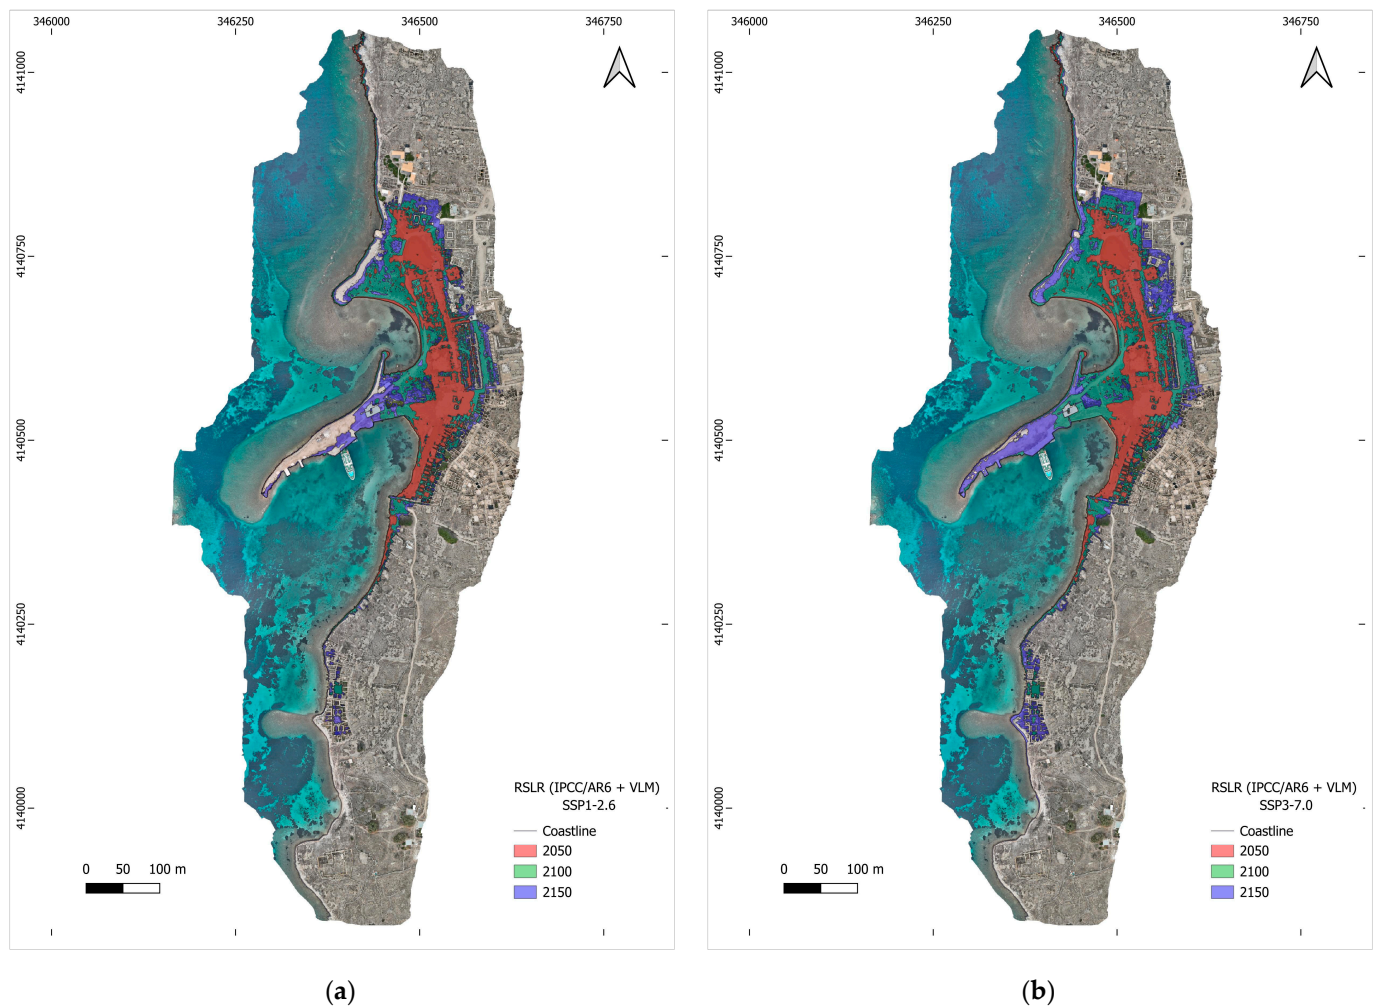 346000 346250 346500 346750
346000 346250 346500 346750
4141000
4140750
4140500
4140250
4140000
RSLR (IPCC/AR6 + VLM)
SSP1-2.6
Coastline
2050
2100
2150
0 50 100 m
4141000
4140750
4140500
4140250
4140000
RSLR (IPCC/AR6 + VLM)
SSP3-7.0
Coastline
2050
2100
2150
0 50 100 m
(a)
(b)